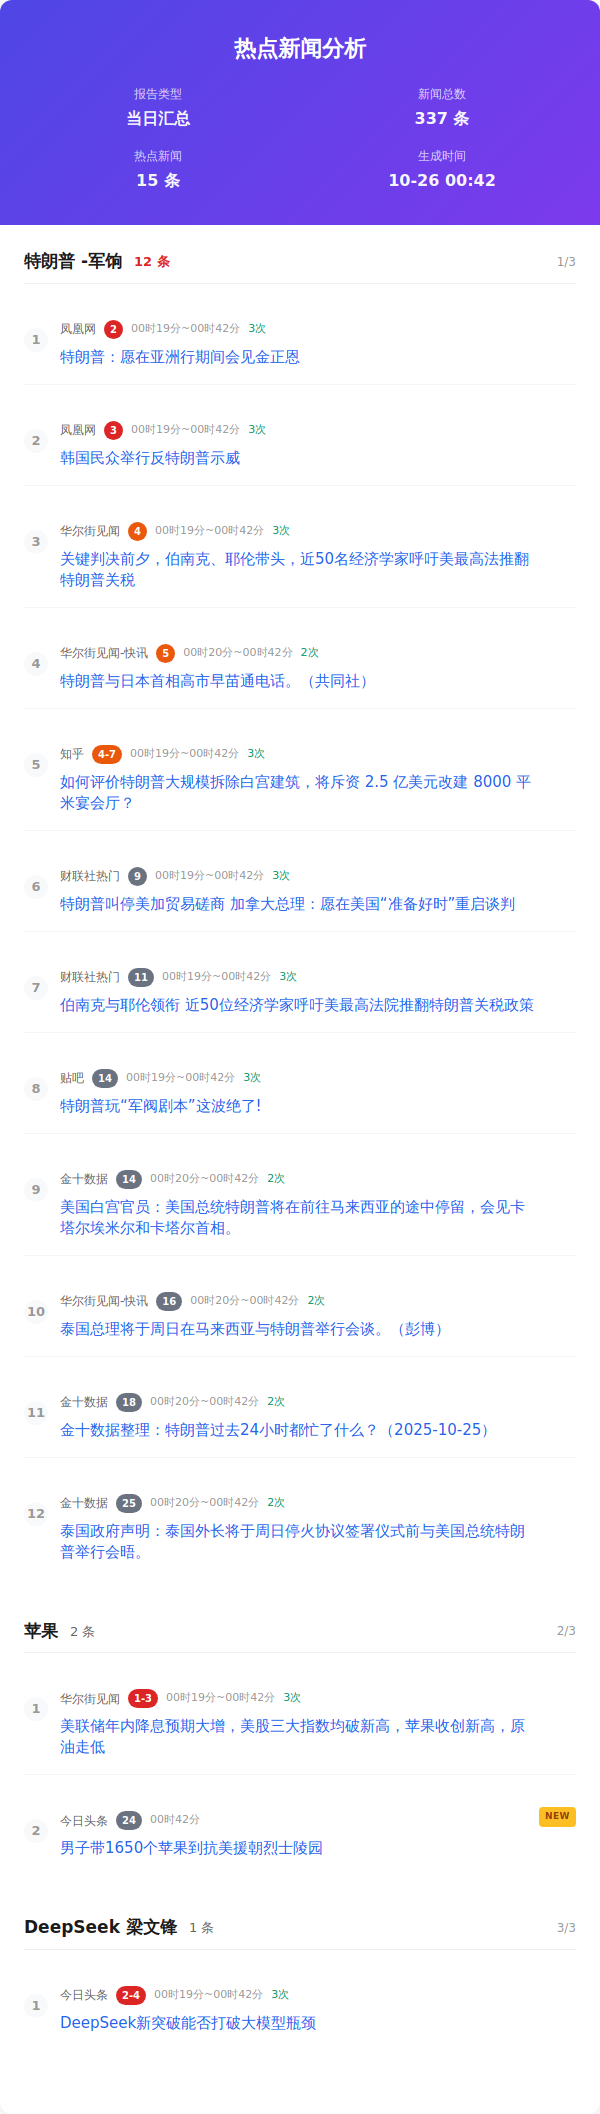 热点新闻分析
报告类型
当日汇总
新闻总数
337 条
热点新闻
15 条
生成时间
10-26 00:42
特朗普 -军饷 12 条 1/3
1
凤凰网 2 00时19分~00时42分 3次
特朗普：愿在亚洲行期间会见金正恩
2
凤凰网 3 00时19分~00时42分 3次
韩国民众举行反特朗普示威
3
华尔街见闻 4 00时19分~00时42分 3次
关键判决前夕，伯南克、耶伦带头，近50名经济学家呼吁美最高法推翻
特朗普关税
4
华尔街见闻-快讯 5 00时20分~00时42分 2次
特朗普与日本首相高市早苗通电话。（共同社）
5
知乎 4-7 00时19分~00时42分 3次
如何评价特朗普大规模拆除白宫建筑，将斥资 2.5 亿美元改建 8000 平
米宴会厅？
6
财联社热门 9 00时19分~00时42分 3次
特朗普叫停美加贸易磋商 加拿大总理：愿在美国“准备好时”重启谈判
7
财联社热门 11 00时19分~00时42分 3次
伯南克与耶伦领衔 近50位经济学家呼吁美最高法院推翻特朗普关税政策
8
贴吧 14 00时19分~00时42分 3次
特朗普玩“军阀剧本”这波绝了!
9
金十数据 14 00时20分~00时42分 2次
美国白宫官员：美国总统特朗普将在前往马来西亚的途中停留，会见卡
塔尔埃米尔和卡塔尔首相。
10
华尔街见闻-快讯 16 00时20分~00时42分 2次
泰国总理将于周日在马来西亚与特朗普举行会谈。（彭博）
11
金十数据 18 00时20分~00时42分 2次
金十数据整理：特朗普过去24小时都忙了什么？（2025-10-25）
12
金十数据 25 00时20分~00时42分 2次
泰国政府声明：泰国外长将于周日停火协议签署仪式前与美国总统特朗
普举行会晤。
苹果 2 条 2/3
1
华尔街见闻 1-3 00时19分~00时42分 3次
美联储年内降息预期大增，美股三大指数均破新高，苹果收创新高，原
油走低
2
今日头条 24 00时42分 NEW
男子带1650个苹果到抗美援朝烈士陵园
DeepSeek 梁文锋 1 条 3/3
1
今日头条 2-4 00时19分~00时42分 3次
DeepSeek新突破能否打破大模型瓶颈